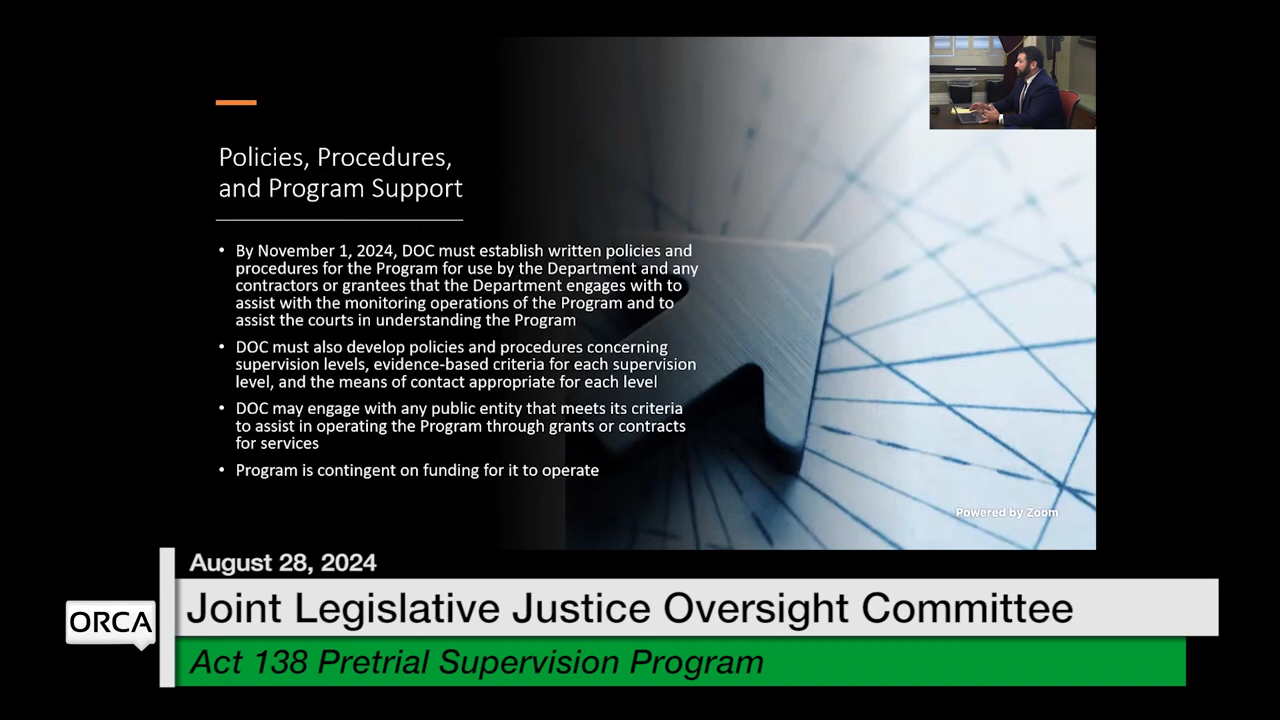 Policies, Procedures,
and Program Support
• By November 1, 2024, DOC must establish written policies and
procedures for the Program for use by the Department and any
contractors or grantees that the Department engages with to
assist with the monitoring operations of the Program and to
assist the courts in understanding the Program
• DOC must also develop policies and procedures concerning
supervision levels, evidence-based criteria for each supervision
level, and the means of contact appropriate for each level
• DOC may engage with any public entity that meets its criteria
to assist in operating the Program through grants or contracts
for services
• Program is contingent on funding for it to operate
Powered by Zoom
August 28, 2024
ORCA
Joint Legislative Justice Oversight Committee
Act 138 Pretrial Supervision Program